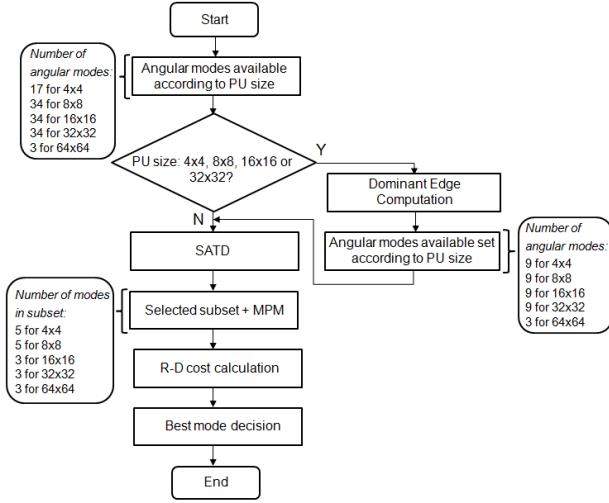 Start
Number of
angular modes:
17 for 4x4
34 for 8x8
34 for 16x16
34 for 32x32
3 for 64x64
Angular modes available
according to PU size
PU size: 4x4, 8x8, 16x16 or
32x32?
Y
N
Dominant Edge
Computation
Angular modes available set
according to PU size
Number of
angular modes:
9 for 4x4
9 for 8x8
9 for 16x16
9 for 32x32
3 for 64x64
SATD
Number of modes
in subset:
5 for 4x4
5 for 8x8
3 for 16x16
3 for 32x32
3 for 64x64
Selected subset + MPM
R-D cost calculation
Best mode decision
End